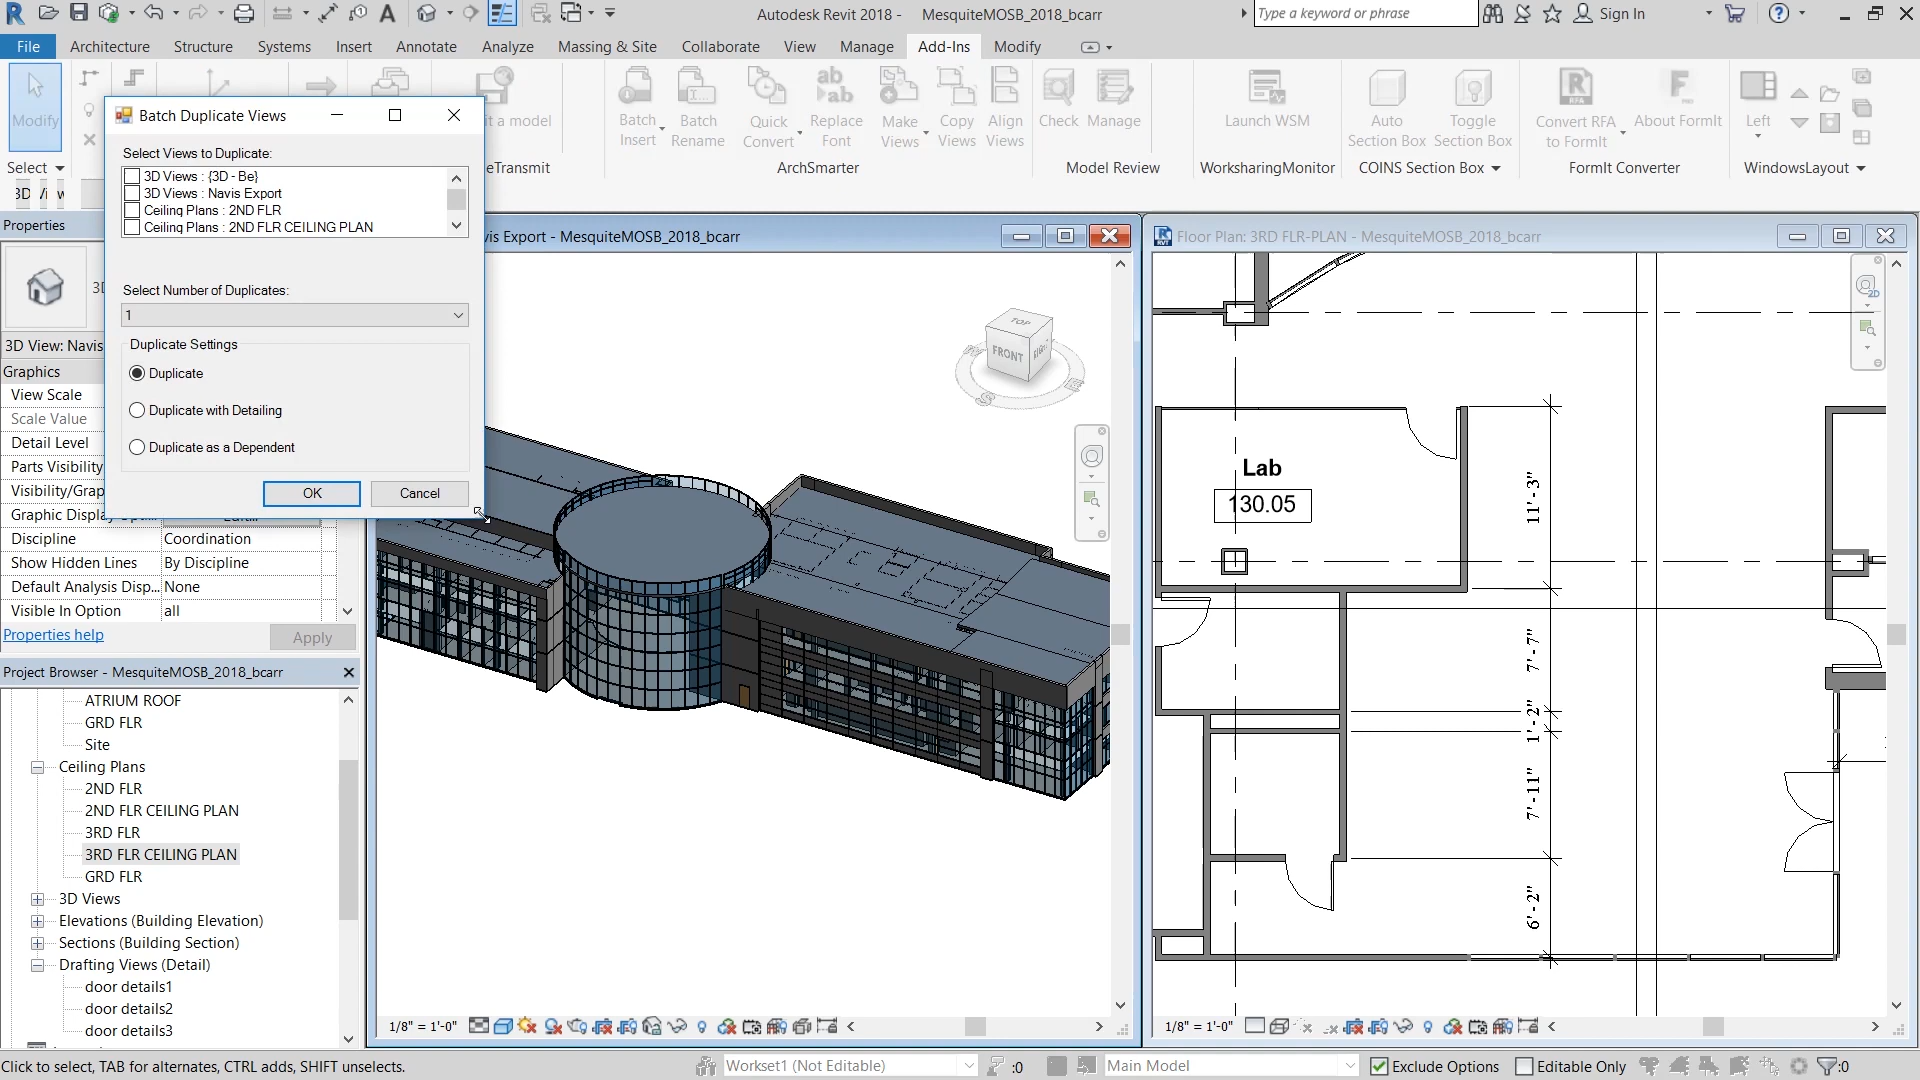 Autodesk Revit 2018 - MesquiteMOSB_2018_bcarr
Type a keyword or phrase
Sign In
File Architecture Structure Systems Insert Annotate Analyze Massing & Site Collaborate View Manage Add-Ins Modify
Modify
Select
Batch Insert
Batch Rename
Quick Convert
Replace Font
Make Views
Copy Views
Align Views
Check
Manage
Launch WSM
Auto Section Box
Toggle Section Box
Convert RFA to FormIt
About FormIt
Left
a model
eTransmit
ArchSmarter
Model Review
WorksharingMonitor
COINS Section Box
FormIt Converter
WindowsLayout
Batch Duplicate Views
Select Views to Duplicate:
3D Views : {3D - Be}
3D Views : Navis Export
Ceiling Plans : 2ND FLR
Ceiling Plans : 2ND FLR CEILING PLAN
Select Number of Duplicates:
1
Duplicate Settings
Duplicate
Duplicate with Detailing
Duplicate as a Dependent
OK
Cancel
Properties
3D View: Navis
Graphics
View Scale
Scale Value
Detail Level
Parts Visibility
Visibility/Grap
Graphic Display
Discipline Coordination
Show Hidden Lines By Discipline
Default Analysis Disp... None
Visible In Option all
Properties help
Apply
Project Browser - MesquiteMOSB_2018_bcarr
ATRIUM ROOF
GRD FLR
Site
Ceiling Plans
2ND FLR
2ND FLR CEILING PLAN
3RD FLR
3RD FLR CEILING PLAN
GRD FLR
3D Views
Elevations (Building Elevation)
Sections (Building Section)
Drafting Views (Detail)
door details1
door details2
door details3
vis Export - MesquiteMOSB_2018_bcarr
TOP
FRONT
RIGHT
S
E
W
1/8" = 1'-0"
Floor Plan: 3RD FLR-PLAN - MesquiteMOSB_2018_bcarr
2D
Lab
130.05
11' - 3"
7' - 7"
1' - 2"
7' - 11"
6' - 2"
1/8" = 1'-0"
Click to select, TAB for alternates, CTRL adds, SHIFT unselects.
Workset1 (Not Editable)
:0
Main Model
Exclude Options
Editable Only
:0